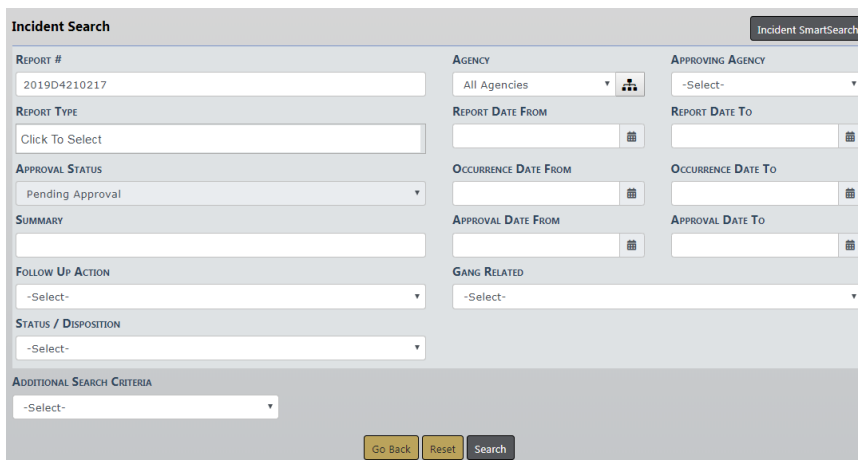 Incident Search
Incident SmartSearch
Report #
Agency
Approving Agency
2019D4210217
All Agencies
-Select-
Report Type
Report Date From
Report Date To
Click To Select
Approval Status
Occurrence Date From
Occurrence Date To
Pending Approval
Summary
Approval Date From
Approval Date To
Follow Up Action
Gang Related
-Select-
-Select-
Status / Disposition
-Select-
Additional Search Criteria
-Select-
Go Back
Reset
Search